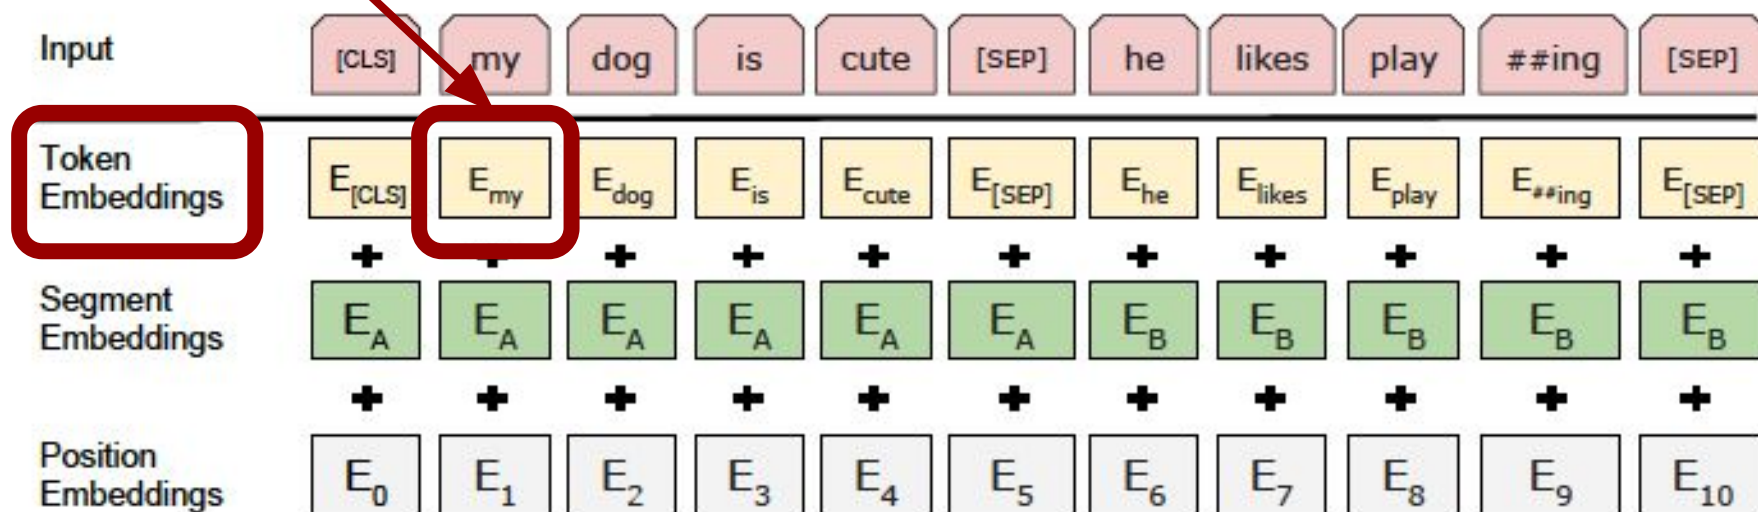 Input [CLS] my dog is cute [SEP] he likes play ##ing [SEP]
Token
Embeddings E[CLS] Emy Edog Eis Ecute E[SEP] Ehe Elikes Eplay E##ing E[SEP]
+ + + + + + + + + + +
Segment
Embeddings EA EA EA EA EA EA EB EB EB EB EB
+ + + + + + + + + + +
Position
Embeddings E0 E1 E2 E3 E4 E5 E6 E7 E8 E9 E10